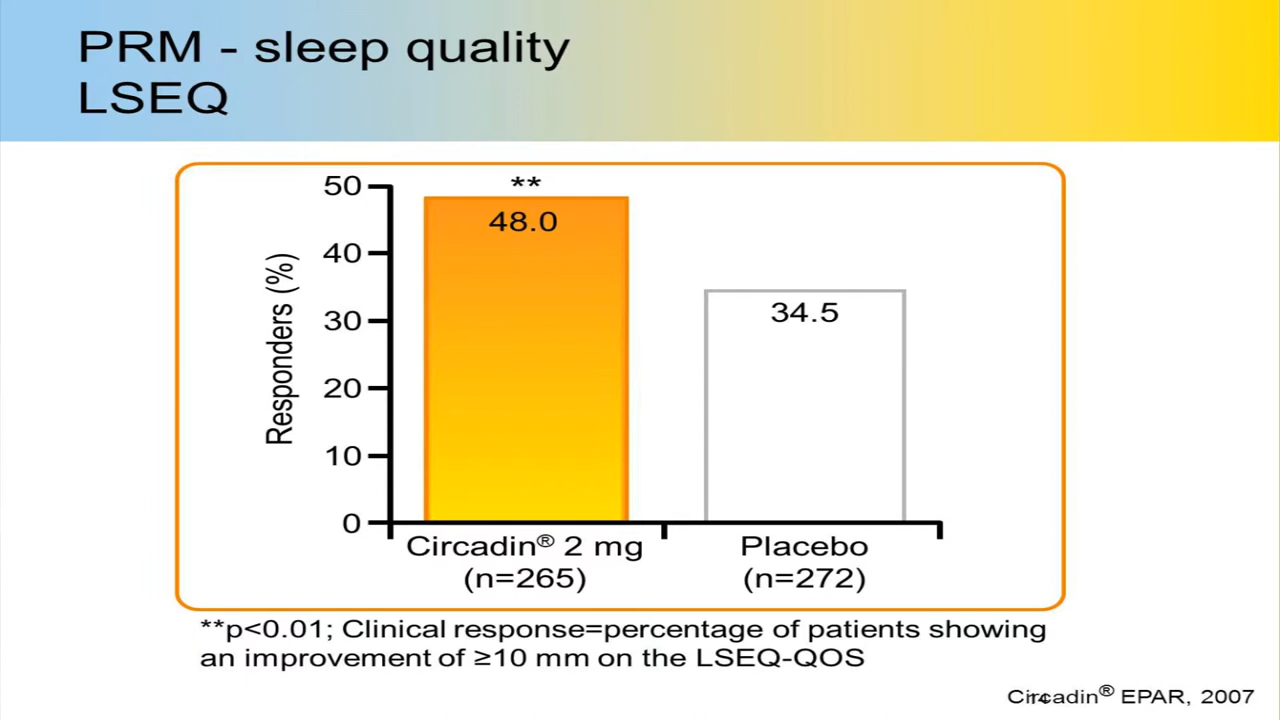 PRM - sleep quality
LSEQ
50
40
30
20
10
0
Responders (%)
**
48.0
34.5
Circadin® 2 mg
(n=265)
Placebo
(n=272)
**p<0.01; Clinical response=percentage of patients showing
an improvement of ≥10 mm on the LSEQ-QOS
Circadin® EPAR, 2007
14